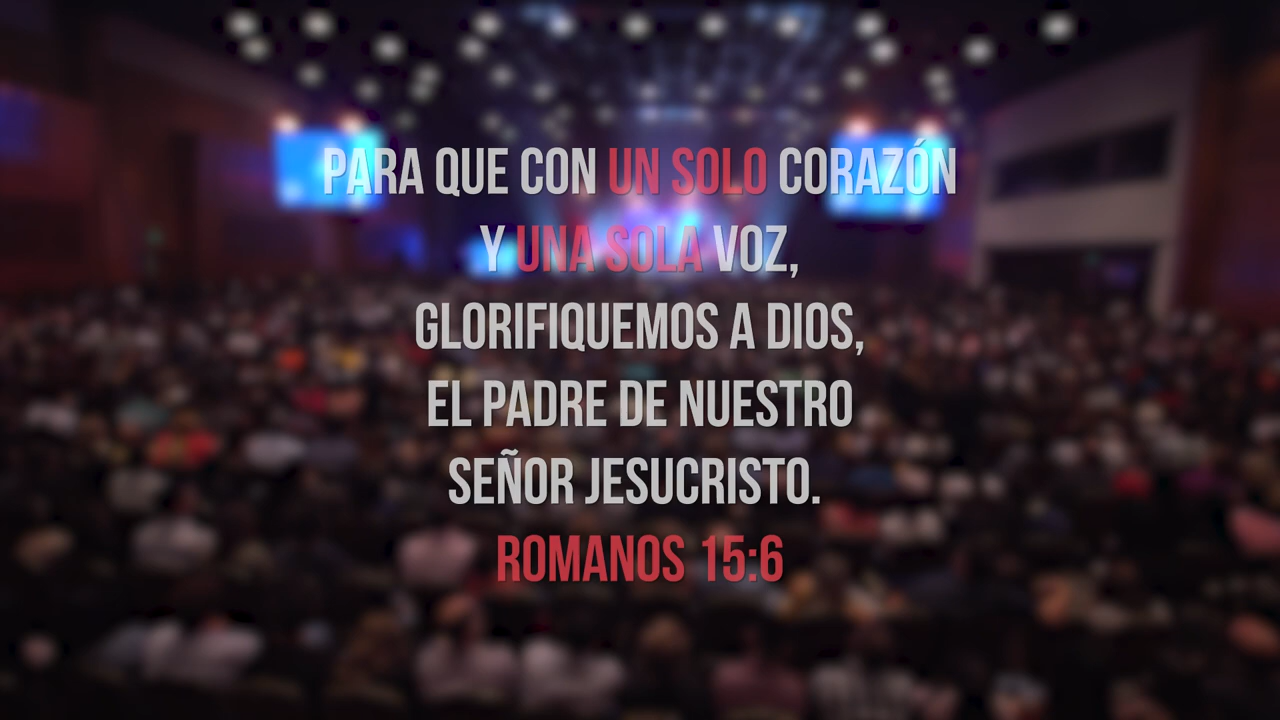 PARA QUE CON UN SOLO CORAZÓN
Y UNA SOLA VOZ,
GLORIFIQUEMOS A DIOS,
EL PADRE DE NUESTRO
SEÑOR JESUCRISTO.
ROMANOS 15:6